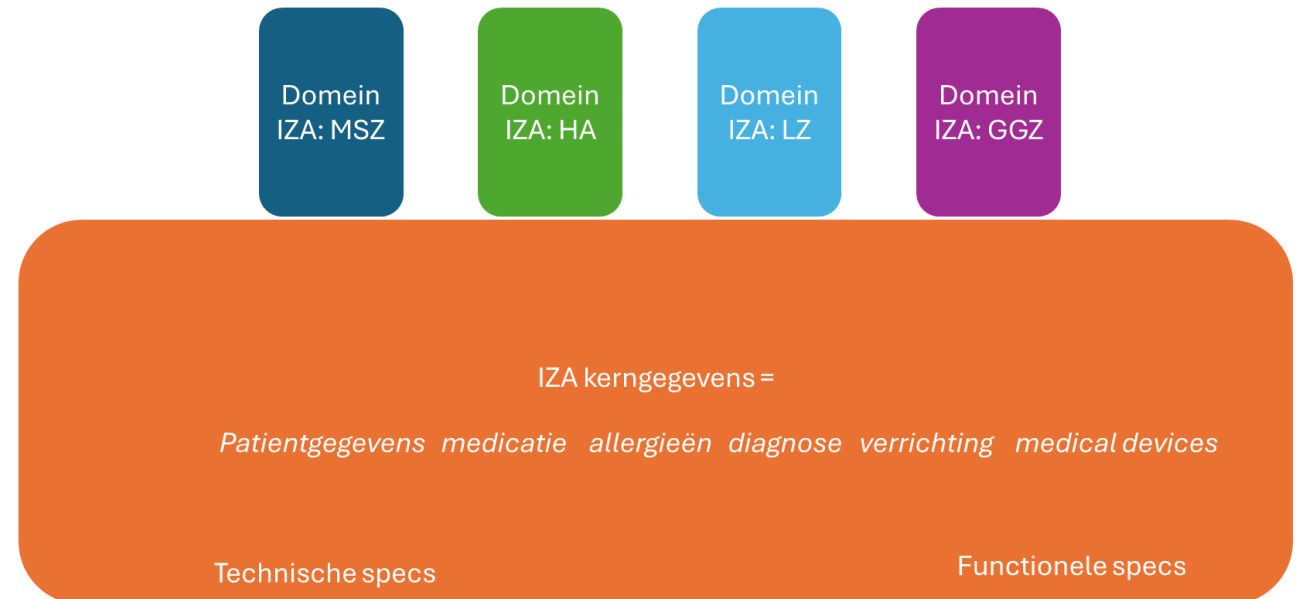 Domein
IZA: MSZ
Domein
IZA: HA
Domein
IZA: LZ
Domein
IZA: GGZ
IZA kerngegevens =
Patientgegevens medicatie allergieën diagnose verrichting medical devices
Technische specs
Functionele specs